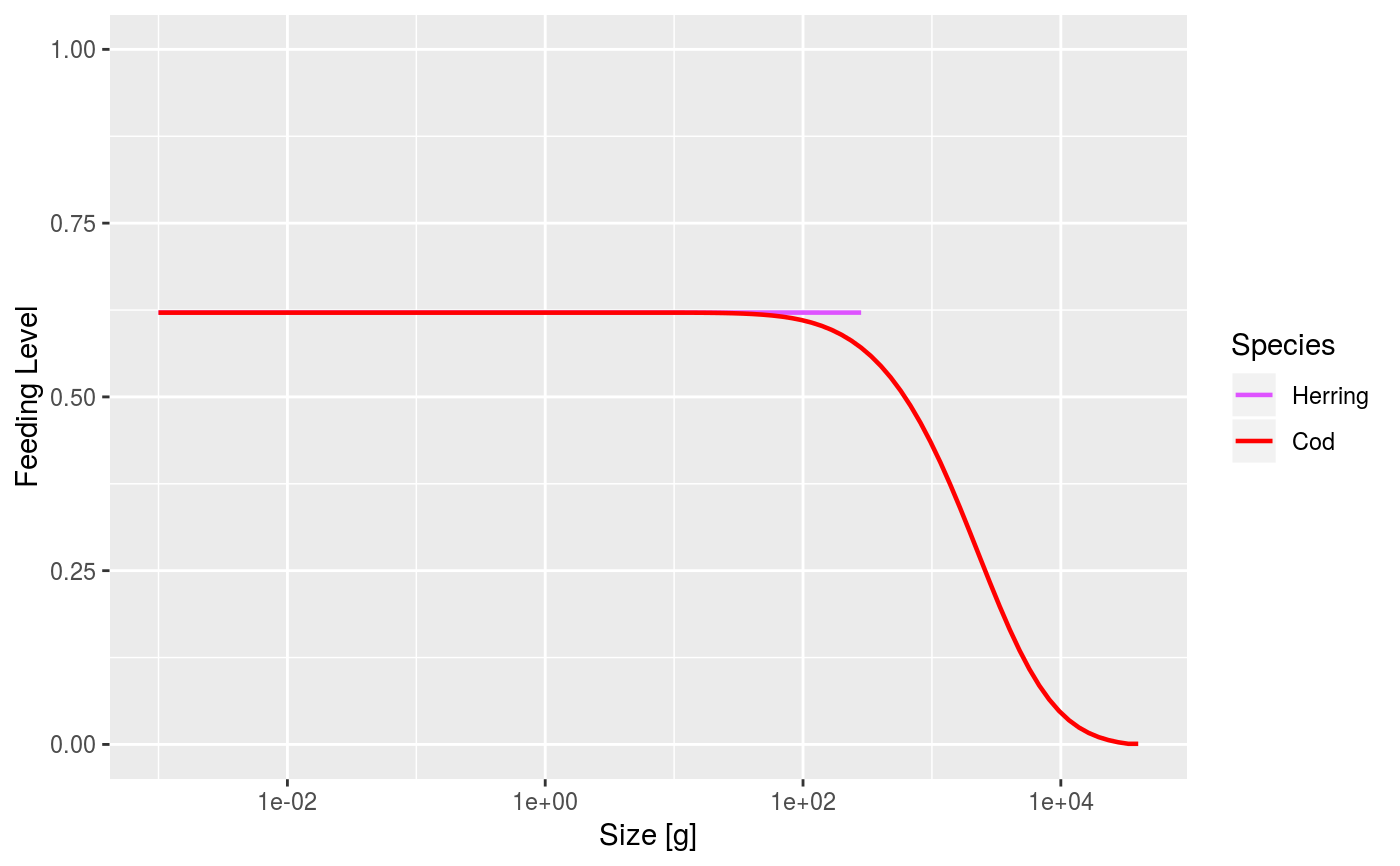 1.00
0.75
0.50
0.25
0.00
Feeding Level
1e-02
1e+00
1e+02
1e+04
Size [g]
Species
Herring
Cod